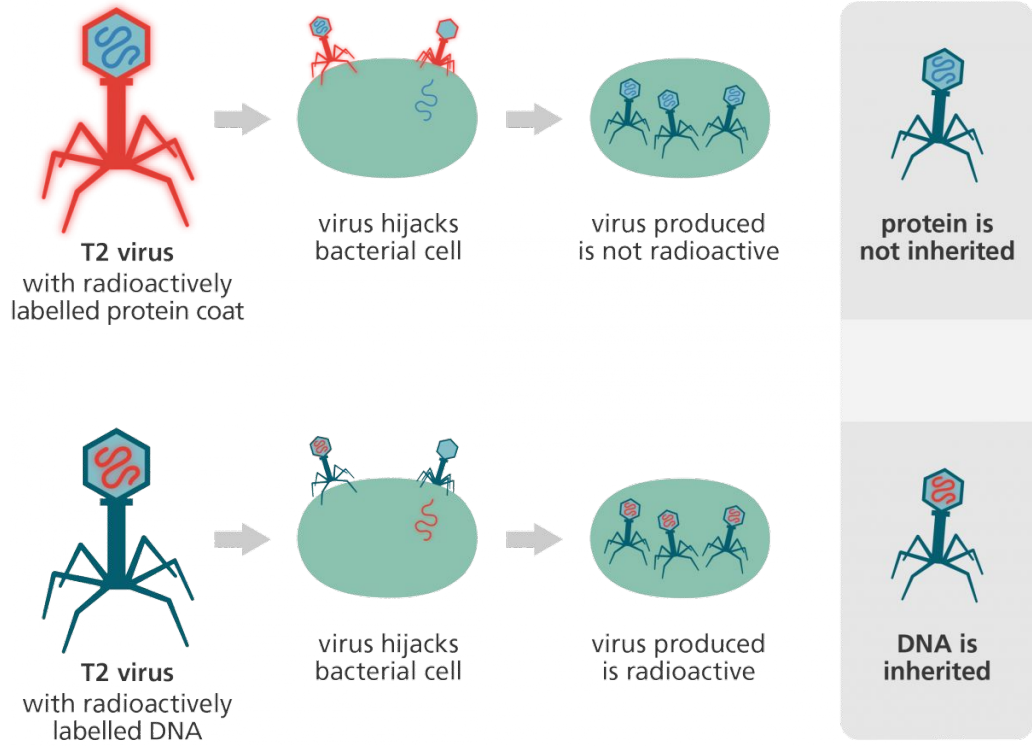 T2 virus
with radioactively
labelled protein coat
virus hijacks
bacterial cell
virus produced
is not radioactive
protein is
not inherited
T2 virus
with radioactively
labelled DNA
virus hijacks
bacterial cell
virus produced
is radioactive
DNA is
inherited